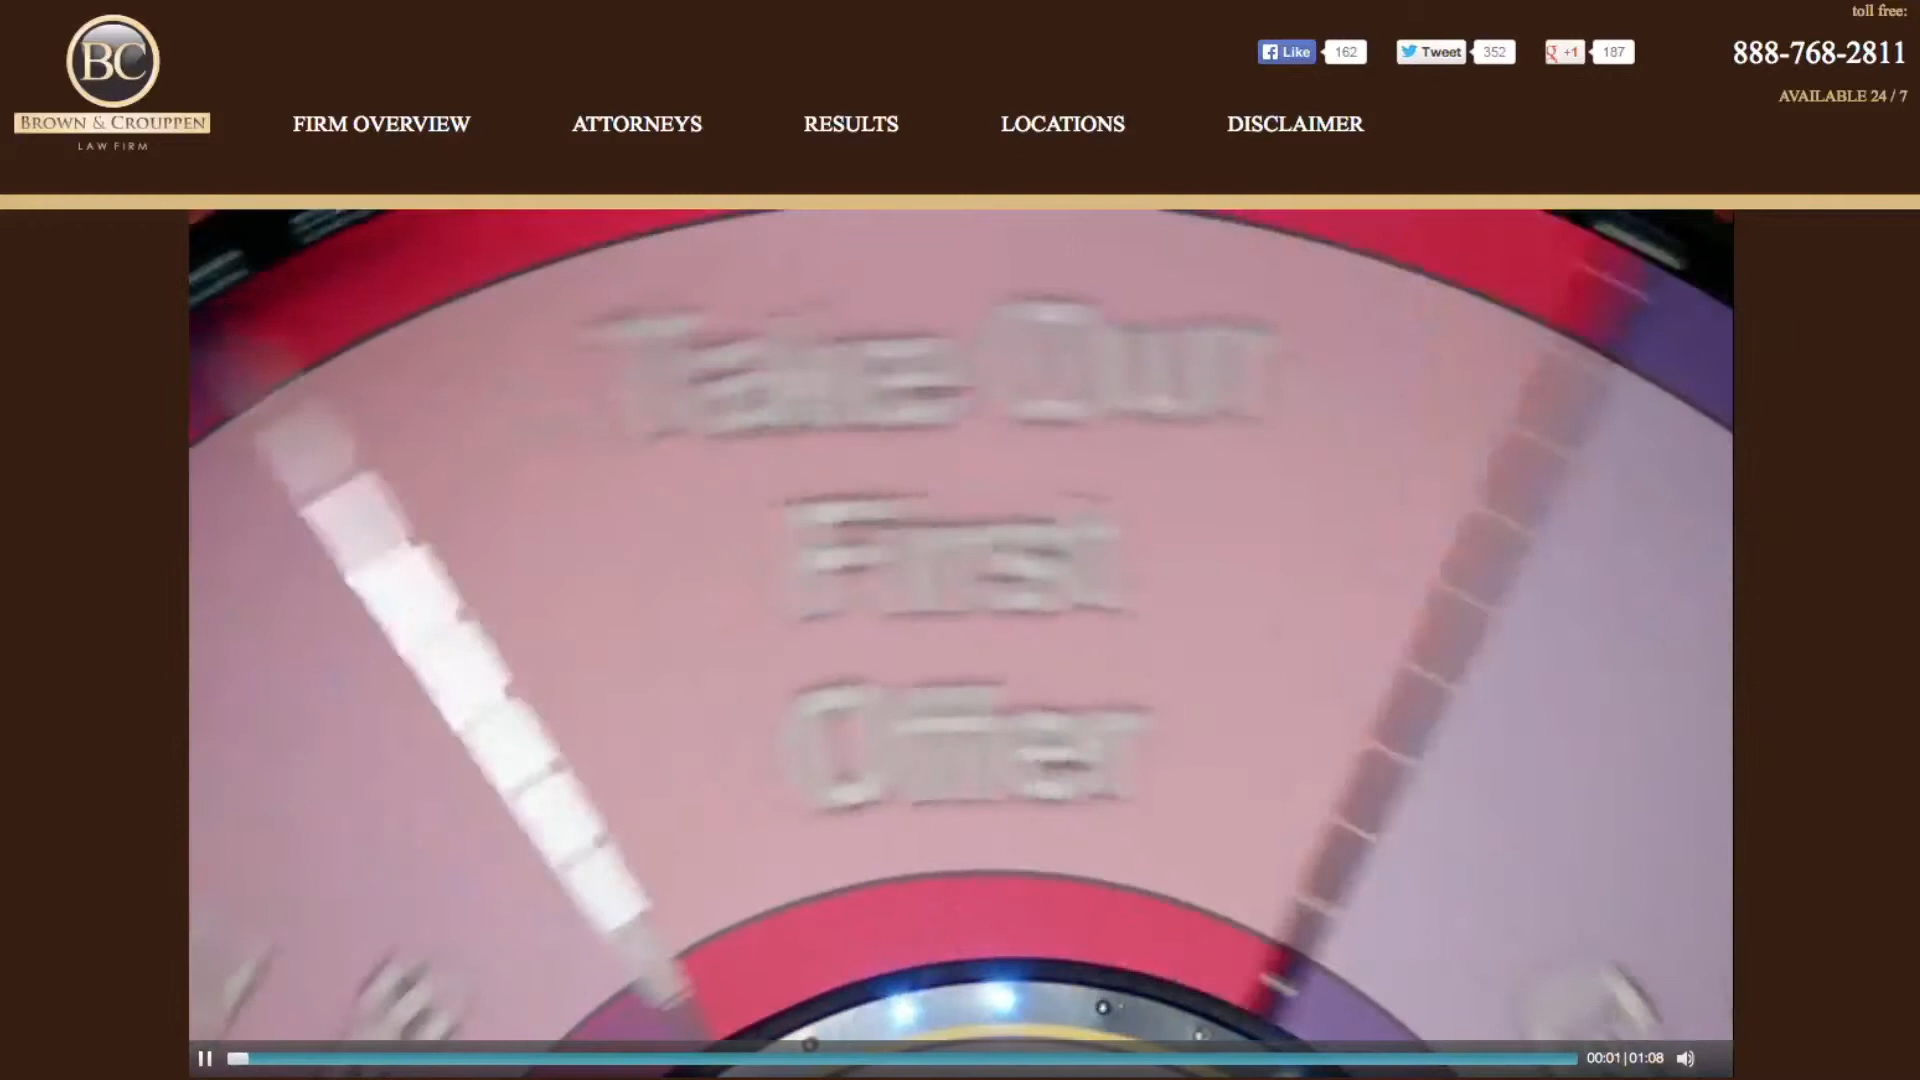 toll free:
BC
Like 162
Tweet 352
g +1 187
888-768-2811
AVAILABLE 24 / 7
BROWN & CROUPPEN
LAW FIRM
FIRM OVERVIEW
ATTORNEYS
RESULTS
LOCATIONS
DISCLAIMER
Take Our
First
Offer
00:01|01:08